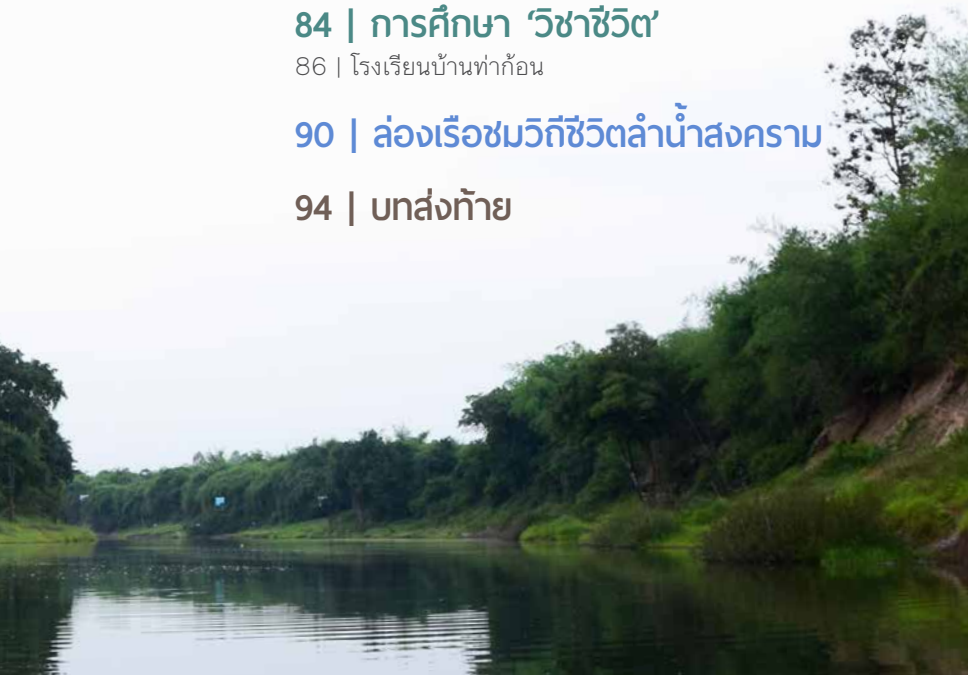 84 | การศึกษา ‘วิชาชีวิต’
86 | โรงเรียนบ้านท่าก้อน
90 | ล่องเรือชมวิถีชีวิตลำน้ำสงคราม
94 | บทส่งท้าย